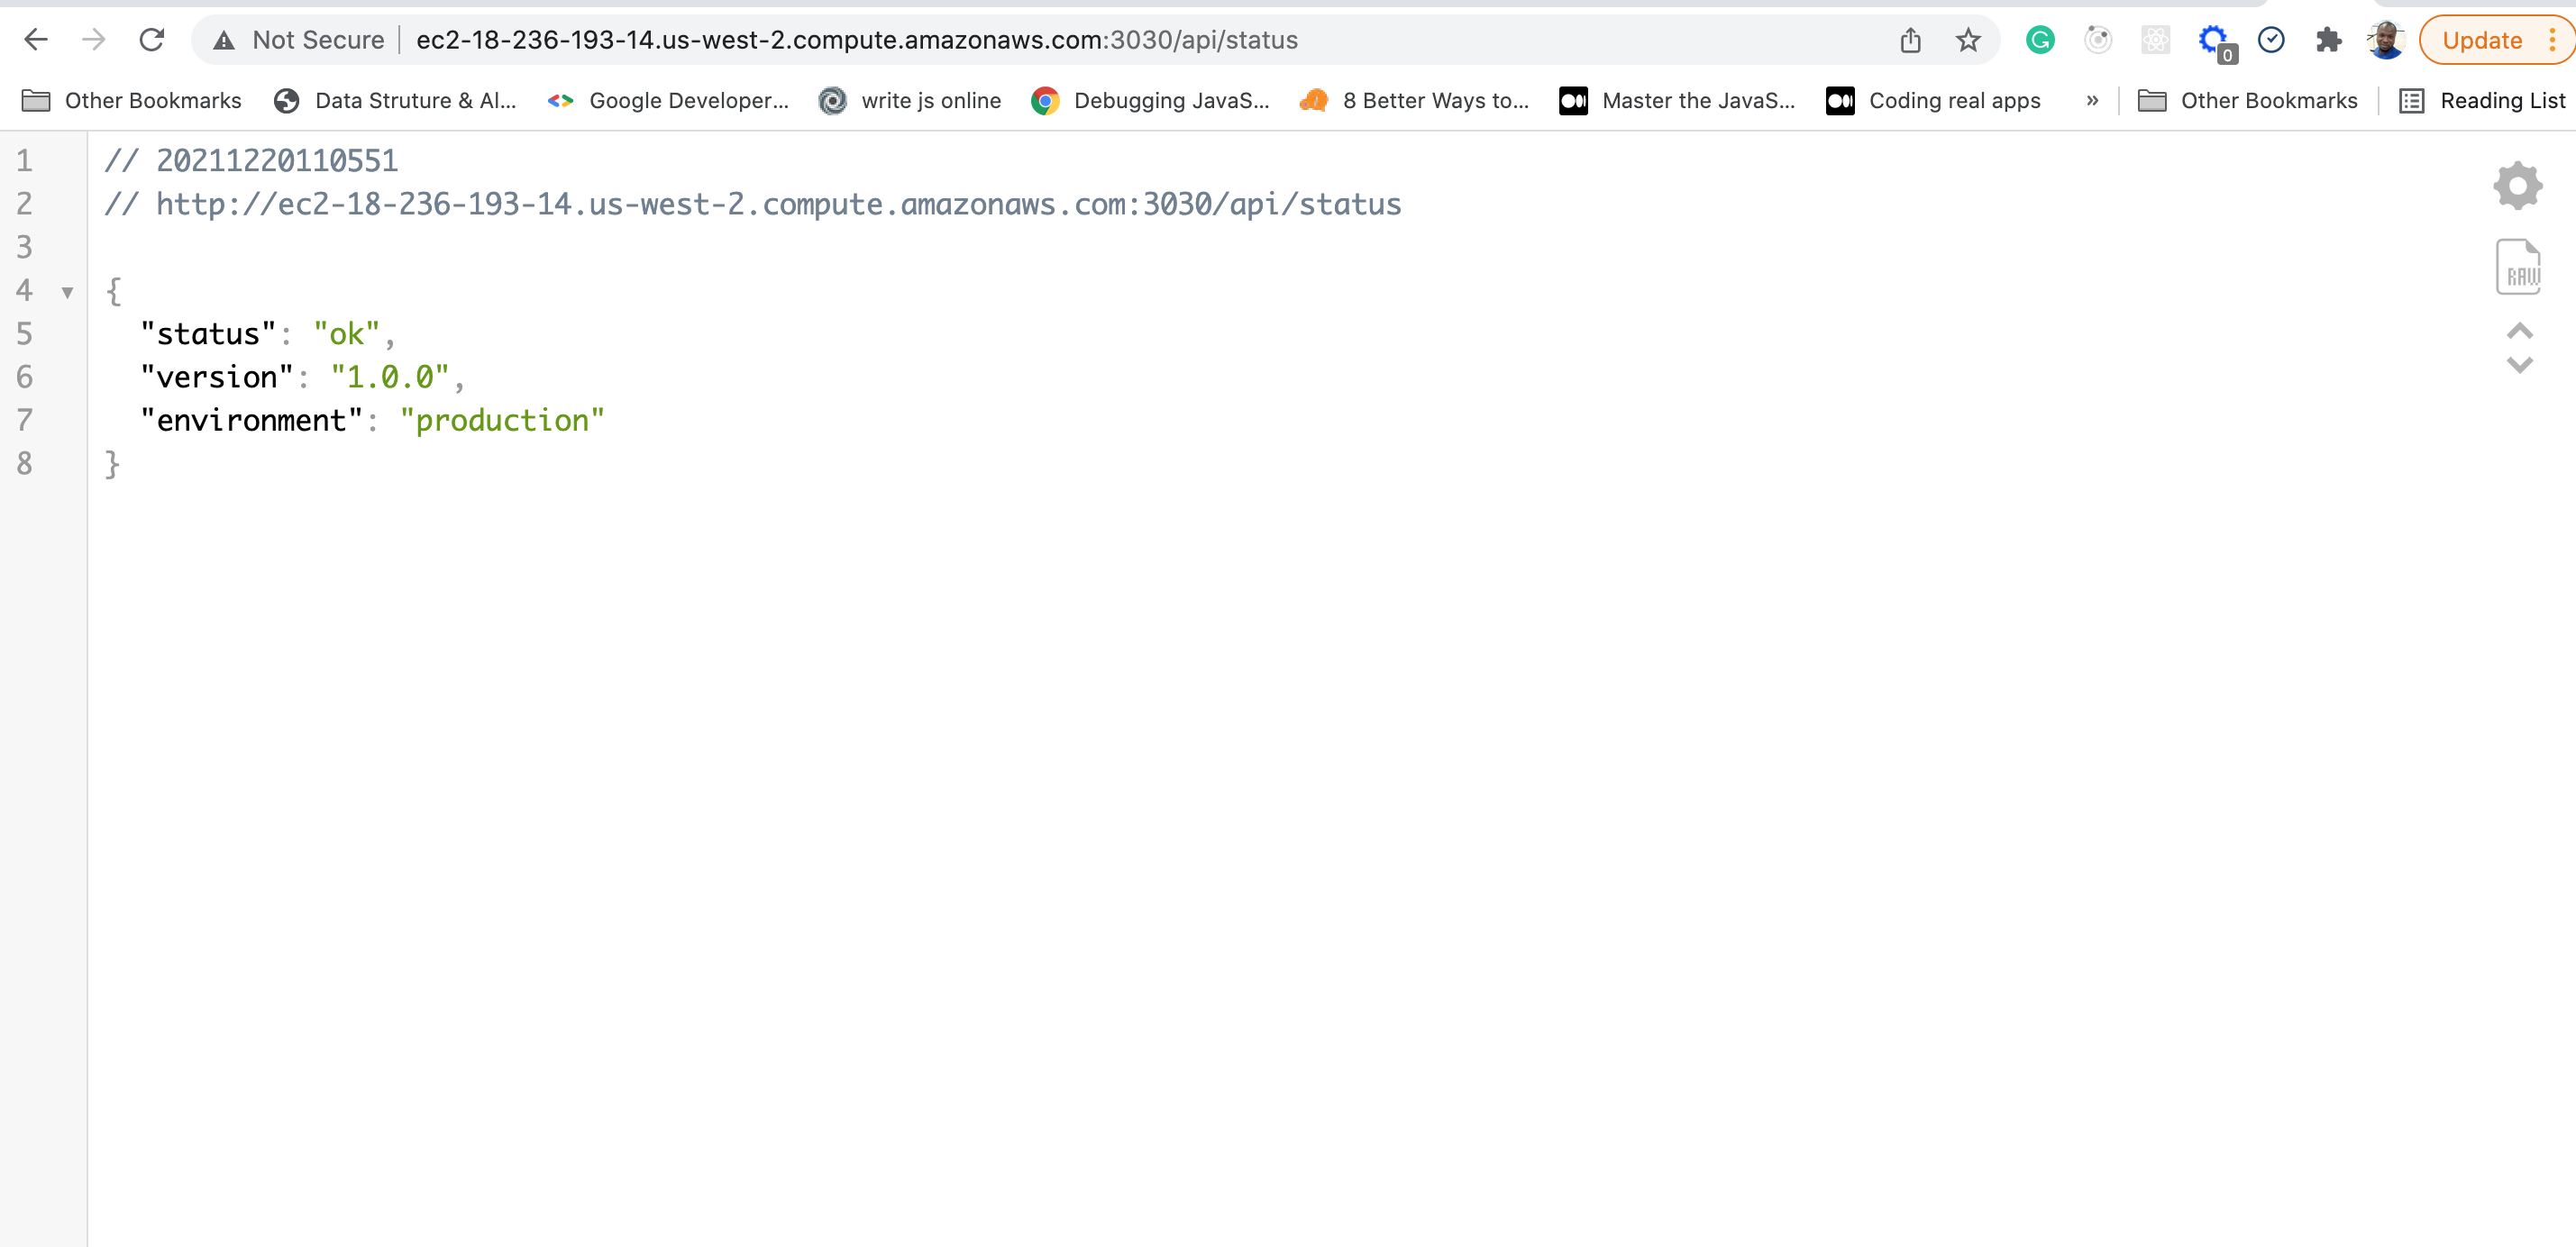 Not Secure ec2-18-236-193-14.us-west-2.compute.amazonaws.com:3030/api/status 0 Update
Other Bookmarks Data Struture & Al... Google Developer... write js online Debugging JavaS... 8 Better Ways to... Master the JavaS... Coding real apps » Other Bookmarks Reading List
1 // 20211220110551
2 // http://ec2-18-236-193-14.us-west-2.compute.amazonaws.com:3030/api/status
3
4 {
5 "status": "ok",
6 "version": "1.0.0",
7 "environment": "production"
8 }
RAW